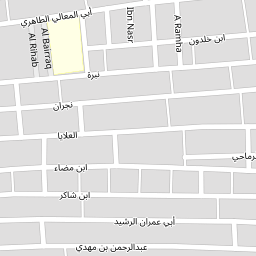 أبي المعالي الطاهري
Al Rihab
Al Bairraq
Ibn Nasr
A Ramha
ابن خلدون
نبرة
نجران
العلايا
رماحي
ابن مضاء
ابن شاكر
أبي عمران الرشيد
عبدالرحمن بن مهدي